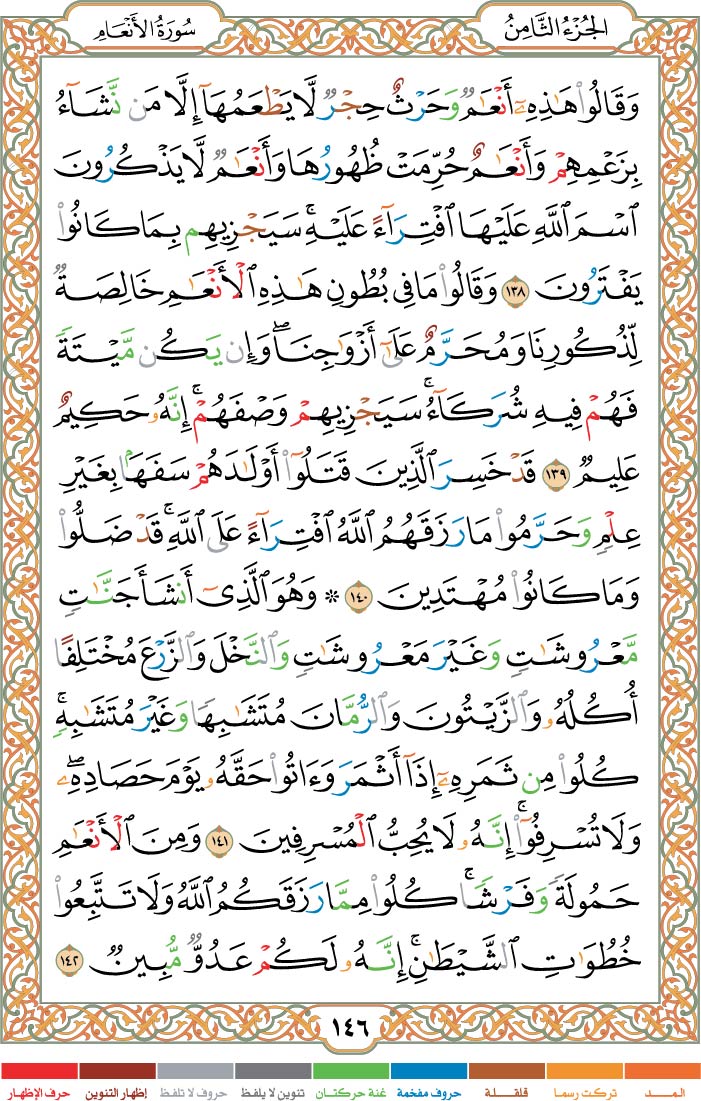 الجُزْءُ الثَّامِنُ
سُورَةُ الأَنْعَامِ
وَقَالُوا۟ هَـٰذِهِۦٓ أَنْعَـٰمٌ وَحَرْثٌ حِجْرٌ لَّا يَطْعَمُهَآ إِلَّا مَن نَّشَآءُ
بِزَعْمِهِمْ وَأَنْعَـٰمٌ حُرِّمَتْ ظُهُورُهَا وَأَنْعَـٰمٌ لَّا يَذْكُرُونَ
ٱسْمَ ٱللَّهِ عَلَيْهَا ٱفْتِرَآءً عَلَيْهِ ۚ سَيَجْزِيهِم بِمَا كَانُوا۟
يَفْتَرُونَ ١٣٨ وَقَالُوا۟ مَا فِى بُطُونِ هَـٰذِهِ ٱلْأَنْعَـٰمِ خَالِصَةٌ
لِّذُكُورِنَا وَمُحَرَّمٌ عَلَىٰٓ أَزْوَٰجِنَا ۖ وَإِن يَكُن مَّيْتَةً
فَهُمْ فِيهِ شُرَكَآءُ ۚ سَيَجْزِيهِمْ وَصْفَهُمْ ۚ إِنَّهُۥ حَكِيمٌ
عَلِيمٌ ١٣٩ قَدْ خَسِرَ ٱلَّذِينَ قَتَلُوٓا۟ أَوْلَـٰدَهُمْ سَفَهًۢا بِغَيْرِ
عِلْمٍ وَحَرَّمُوا۟ مَا رَزَقَهُمُ ٱللَّهُ ٱفْتِرَآءً عَلَى ٱللَّهِ ۚ قَدْ ضَلُّوا۟
وَمَا كَانُوا۟ مُهْتَدِينَ ١٤٠ ۞ وَهُوَ ٱلَّذِىٓ أَنشَأَ جَنَّـٰتٍ
مَّعْرُوشَـٰتٍ وَغَيْرَ مَعْرُوشَـٰتٍ وَٱلنَّخْلَ وَٱلزَّرْعَ مُخْتَلِفًا
أُكُلُهُۥ وَٱلزَّيْتُونَ وَٱلرُّمَّانَ مُتَشَـٰبِهًا وَغَيْرَ مُتَشَـٰبِهٍ ۚ
كُلُوا۟ مِن ثَمَرِهِۦٓ إِذَآ أَثْمَرَ وَءَاتُوا۟ حَقَّهُۥ يَوْمَ حَصَادِهِۦ ۖ
وَلَا تُسْرِفُوٓا۟ ۚ إِنَّهُۥ لَا يُحِبُّ ٱلْمُسْرِفِينَ ١٤١ وَمِنَ ٱلْأَنْعَـٰمِ
حَمُولَةً وَفَرْشًا ۚ كُلُوا۟ مِمَّا رَزَقَكُمُ ٱللَّهُ وَلَا تَتَّبِعُوا۟
خُطُوَٰتِ ٱلشَّيْطَـٰنِ ۚ إِنَّهُۥ لَكُمْ عَدُوٌّ مُّبِينٌ ١٤٢
١٤٦
المـــد
تركت رسما
قلقـلـة
حروف مفخمة
غنة حركتـان
تنوين لا يلفظ
حروف لا تلفظ
إظهار التنوين
حرف الإظهار